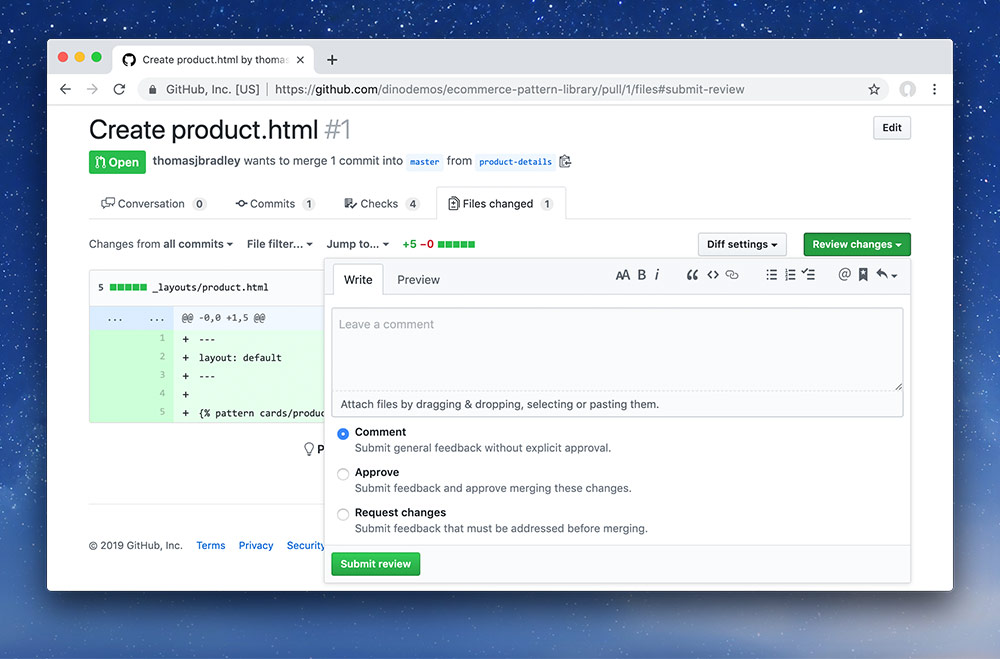 Create product.html by thomas
GitHub, Inc. [US] | https://github.com/dinodemos/ecommerce-pattern-library/pull/1/files#submit-review
Create product.html #1
Edit
Open thomasjbradley wants to merge 1 commit into master from product-details
Conversation 0 Commits 1 Checks 4 Files changed 1
Changes from all commits File filter... Jump to... +5 −0 Diff settings Review changes
Write Preview AA B i
5 _layouts/product.html
Leave a comment
... ... @@ -0,0 +1,5 @@
1 + ---
2 + layout: default
3 + ---
4 +
5 + {% pattern cards/produc
Attach files by dragging & dropping, selecting or pasting them.
Comment
Submit general feedback without explicit approval.
P
Approve
Submit feedback and approve merging these changes.
Request changes
Submit feedback that must be addressed before merging.
© 2019 GitHub, Inc. Terms Privacy Security
Submit review